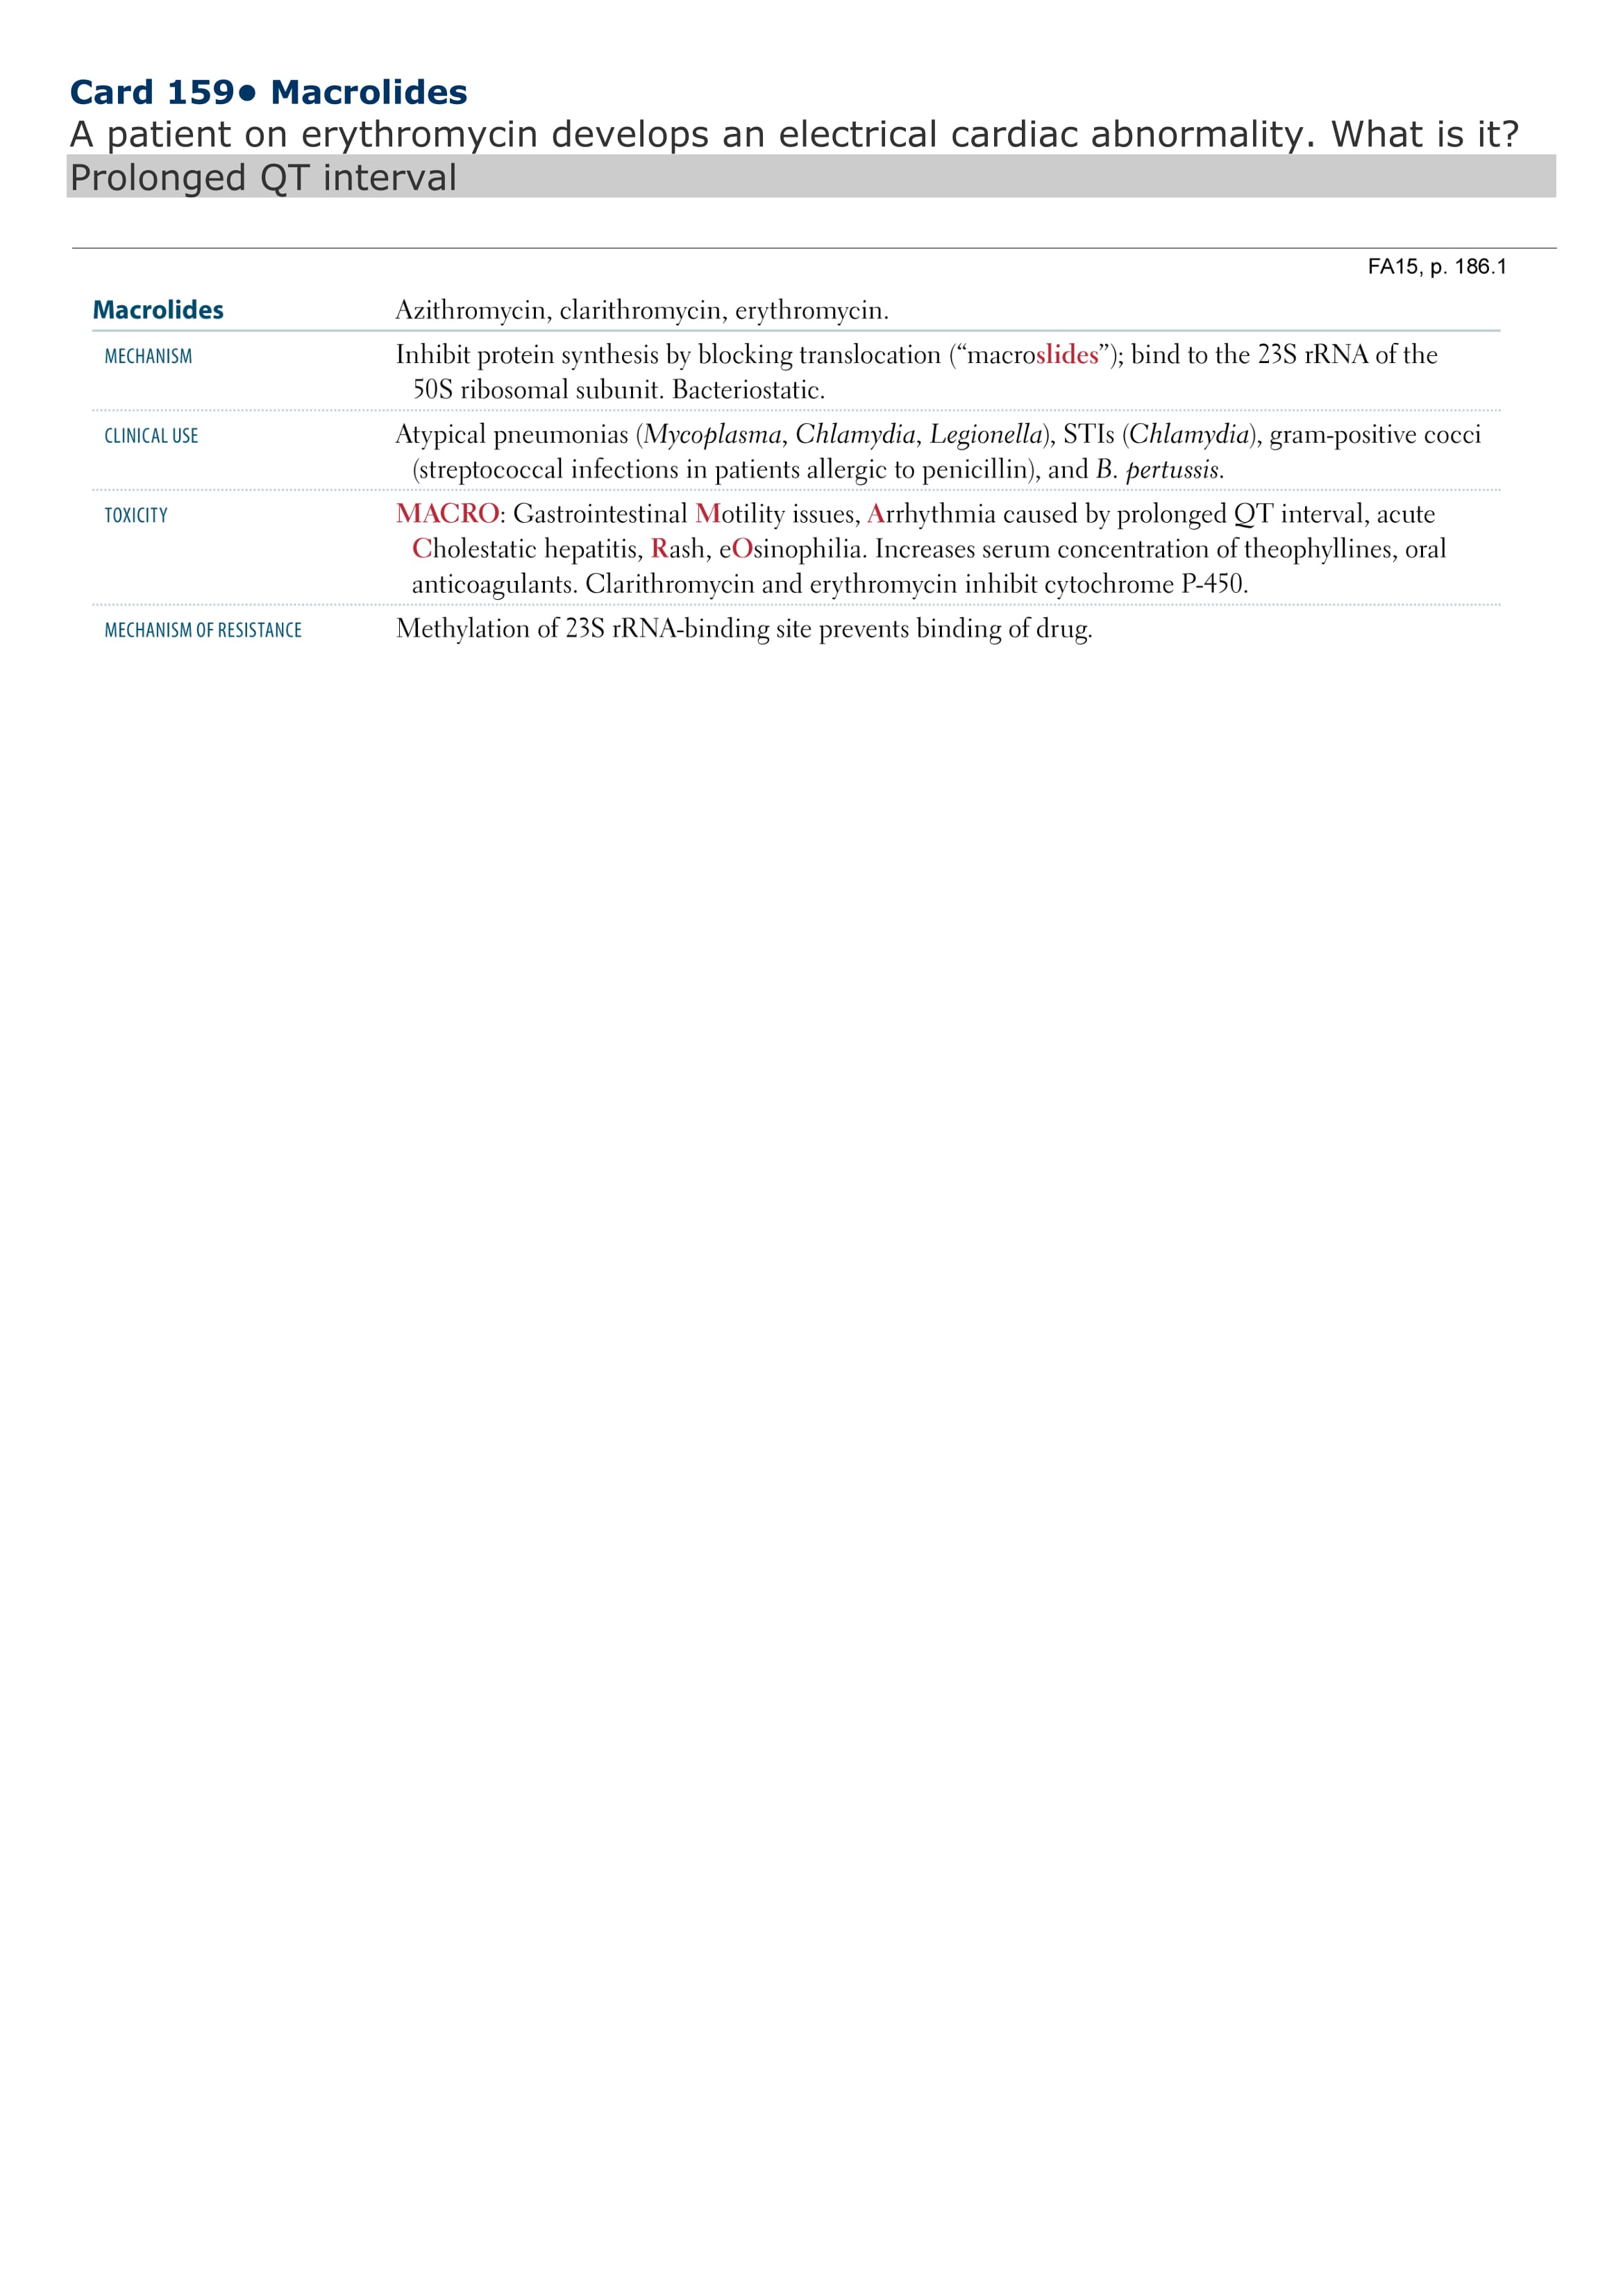 Card 159● Macrolides
A patient on erythromycin develops an electrical cardiac abnormality. What is it?
Prolonged QT interval
FA15, p. 186.1
Macrolides Azithromycin, clarithromycin, erythromycin.
MECHANISM Inhibit protein synthesis by blocking translocation (“macroslides”); bind to the 23S rRNA of the
50S ribosomal subunit. Bacteriostatic.
CLINICAL USE Atypical pneumonias (Mycoplasma, Chlamydia, Legionella), STIs (Chlamydia), gram-positive cocci
(streptococcal infections in patients allergic to penicillin), and B. pertussis.
TOXICITY MACRO: Gastrointestinal Motility issues, Arrhythmia caused by prolonged QT interval, acute
Cholestatic hepatitis, Rash, eOsinophilia. Increases serum concentration of theophyllines, oral
anticoagulants. Clarithromycin and erythromycin inhibit cytochrome P-450.
MECHANISM OF RESISTANCE Methylation of 23S rRNA-binding site prevents binding of drug.